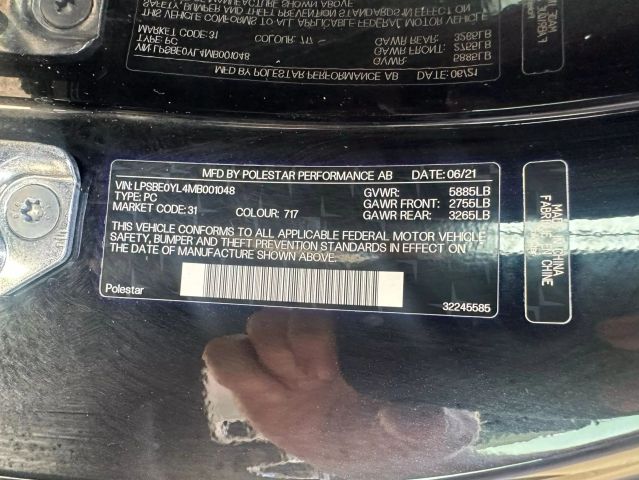 MFD BY POLESTAR PERFORMANCE AB DATE: 06/21
VIN: LPSBE0YL4MB001048 GVWR: 5885LB
TYPE: PC GAWR FRONT: 2755LB
MARKET CODE: 31 COLOUR: 717 GAWR REAR: 3265LB
THIS VEHICLE CONFORMS TO ALL APPLICABLE FEDERAL MOTOR VEHICLE
SAFETY, BUMPER AND THEFT PREVENTION STANDARDS IN EFFECT ON
THE DATE OF MANUFACTURE SHOWN ABOVE.
Polestar 32245585
MADE IN CHINA
FABRIQUÉ EN CHINE